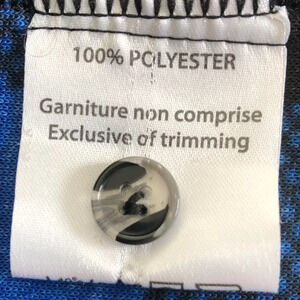 100% POLYESTER
Garniture non comprise
Exclusive of trimming